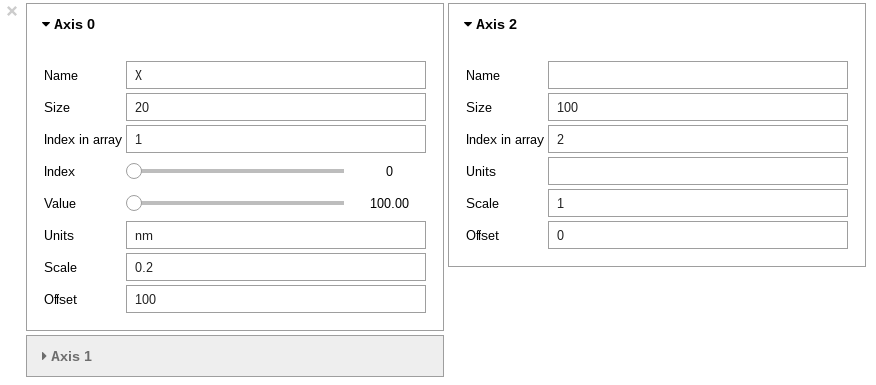 Axis 0
Name X
Size 20
Index in array 1
Index 0
Value 100.00
Units nm
Scale 0.2
Offset 100
Axis 1
Axis 2
Name
Size 100
Index in array 2
Units
Scale 1
Offset 0